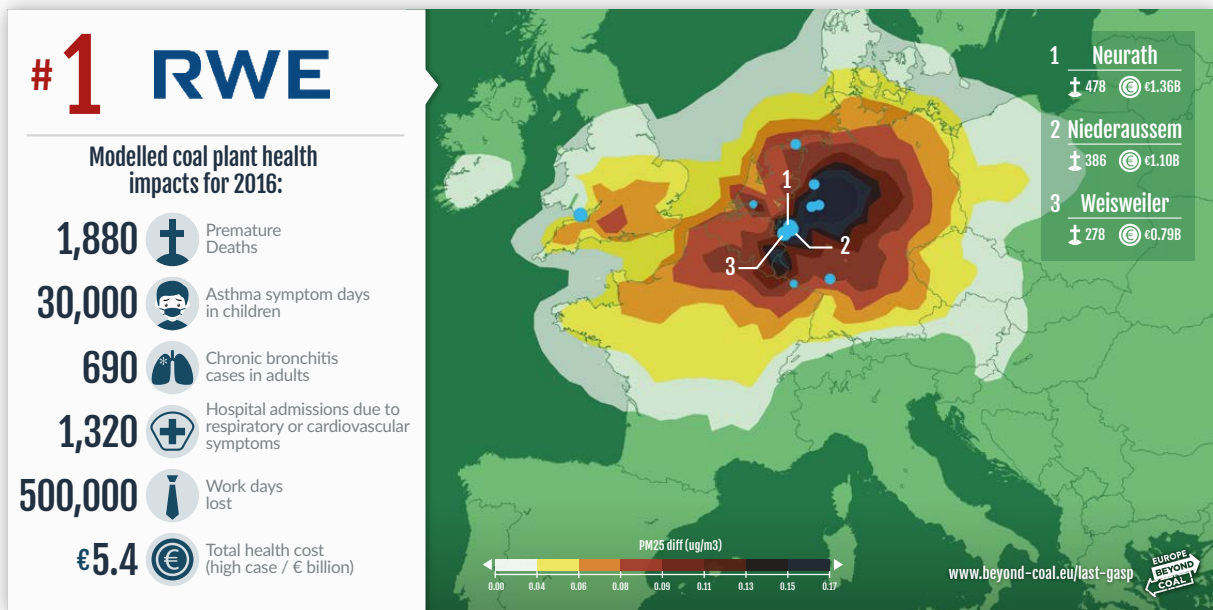 #1 RWE
Modelled coal plant health
impacts for 2016:
1,880
Premature
Deaths
30,000
Asthma symptom days
in children
690
Chronic bronchitis
cases in adults
1,320
Hospital admissions due to
respiratory or cardiovascular
symptoms
500,000
Work days
lost
€5.4
Total health cost
(high case / € billion)
1
2
3
1 Neurath
478 €1.36B
2 Niederaussem
386 €1.10B
3 Weisweiler
278 €0.79B
PM25 diff (ug/m3)
0.00 0.04 0.06 0.08 0.09 0.11 0.13 0.15 0.17
www.beyond-coal.eu/last-gasp
EUROPE
BEYOND
COAL